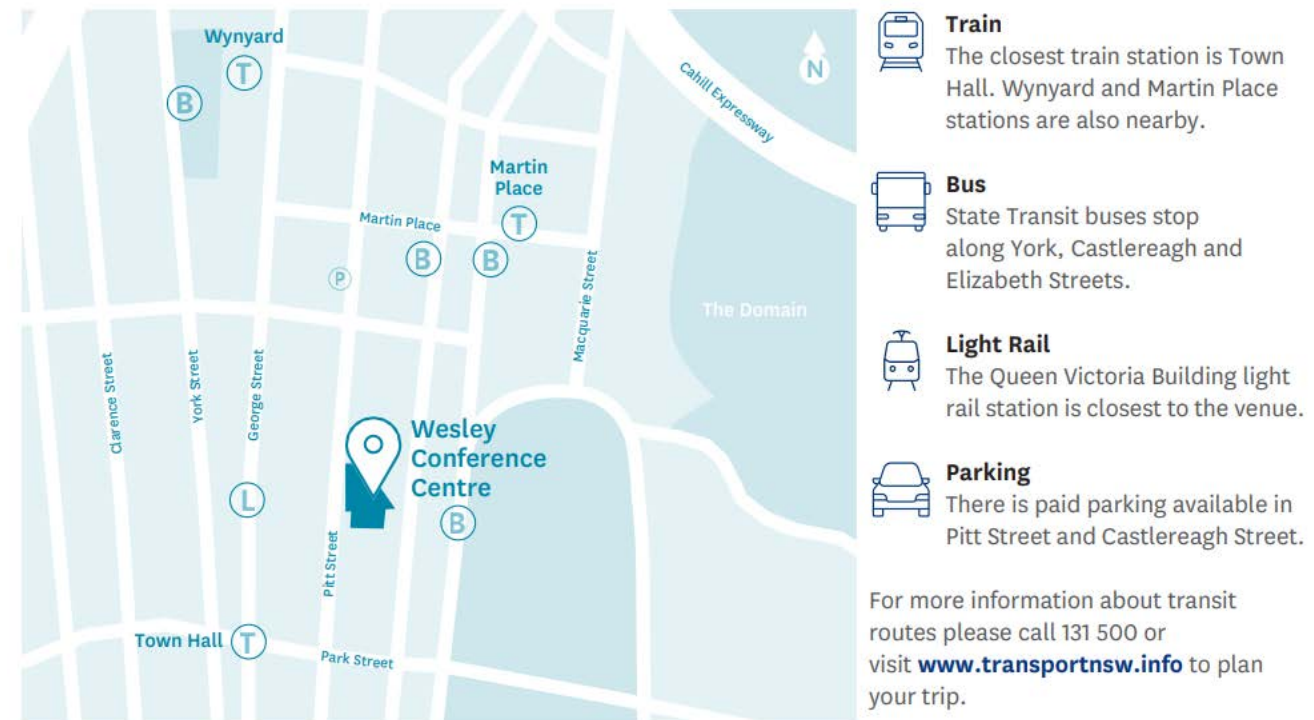 Wynyard
T
B
N
Cahill Expressway
Martin
Place
T
Martin Place
B
B
P
Macquarie Street
The Domain
Clarence Street
York Street
George Street
Wesley
Conference
Centre
L
B
Pitt Street
Town Hall
T
Park Street
Train
The closest train station is Town
Hall. Wynyard and Martin Place
stations are also nearby.
Bus
State Transit buses stop
along York, Castlereagh and
Elizabeth Streets.
Light Rail
The Queen Victoria Building light
rail station is closest to the venue.
Parking
There is paid parking available in
Pitt Street and Castlereagh Street.
For more information about transit
routes please call 131 500 or
visit www.transportnsw.info to plan
your trip.